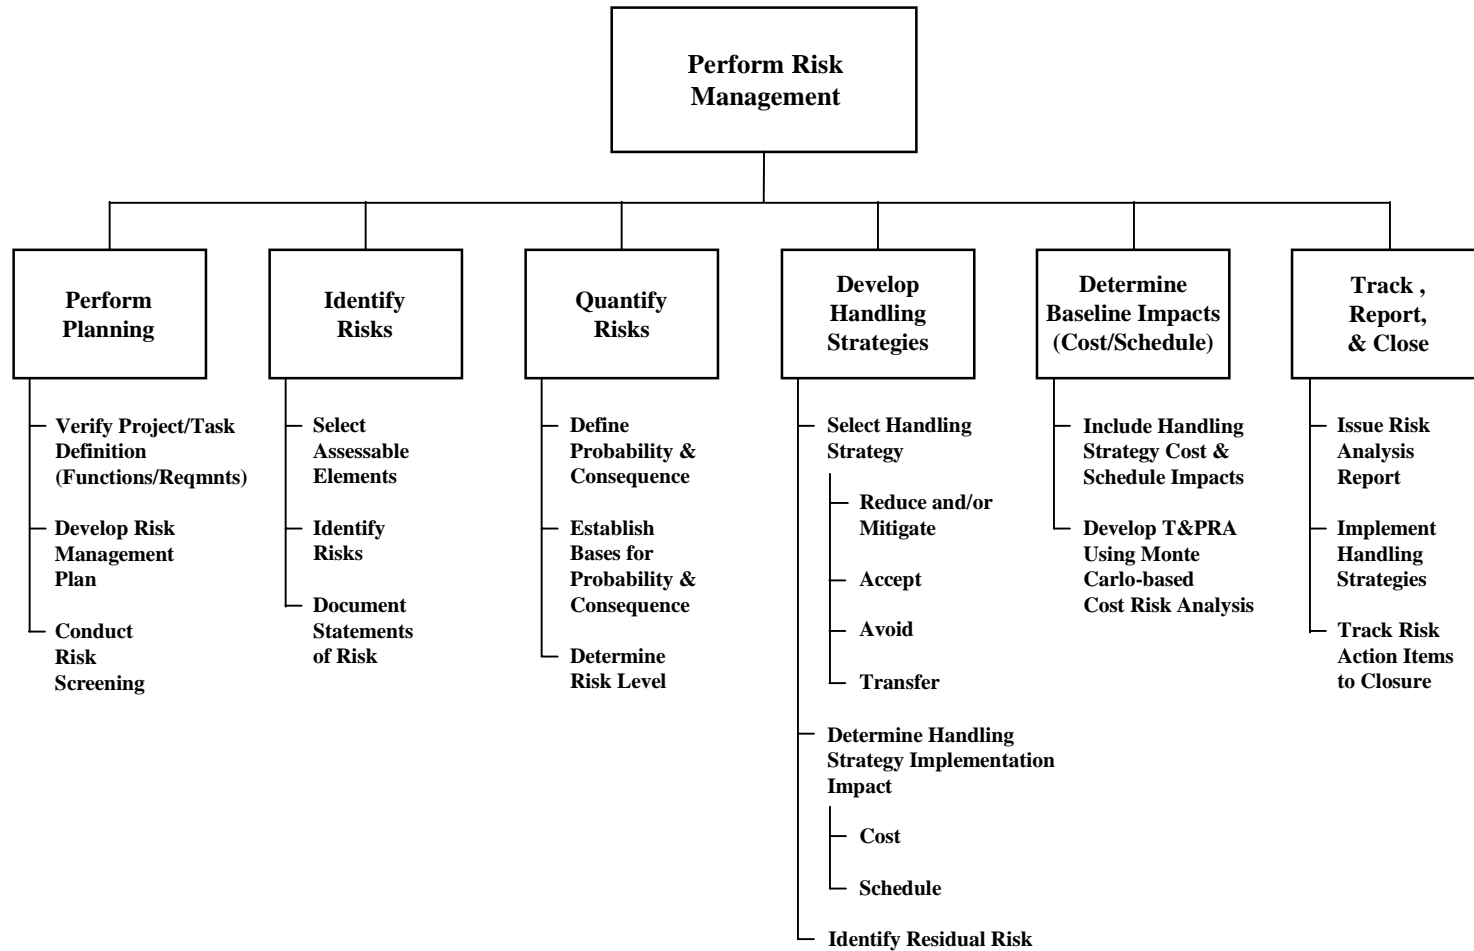 Perform Risk
Management
Perform
Planning
Verify Project/Task
Definition
(Functions/Reqmnts)
Develop Risk
Management
Plan
Conduct
Risk
Screening
Identify
Risks
Select
Assessable
Elements
Identify
Risks
Document
Statements
of Risk
Quantify
Risks
Define
Probability &
Consequence
Establish
Bases for
Probability &
Consequence
Determine
Risk Level
Develop
Handling
Strategies
Select Handling
Strategy
Reduce and/or
Mitigate
Accept
Avoid
Transfer
Determine Handling
Strategy Implementation
Impact
Cost
Schedule
Identify Residual Risk
Determine
Baseline Impacts
(Cost/Schedule)
Include Handling
Strategy Cost &
Schedule Impacts
Develop T&PRA
Using Monte
Carlo-based
Cost Risk Analysis
Track ,
Report,
& Close
Issue Risk
Analysis
Report
Implement
Handling
Strategies
Track Risk
Action Items
to Closure